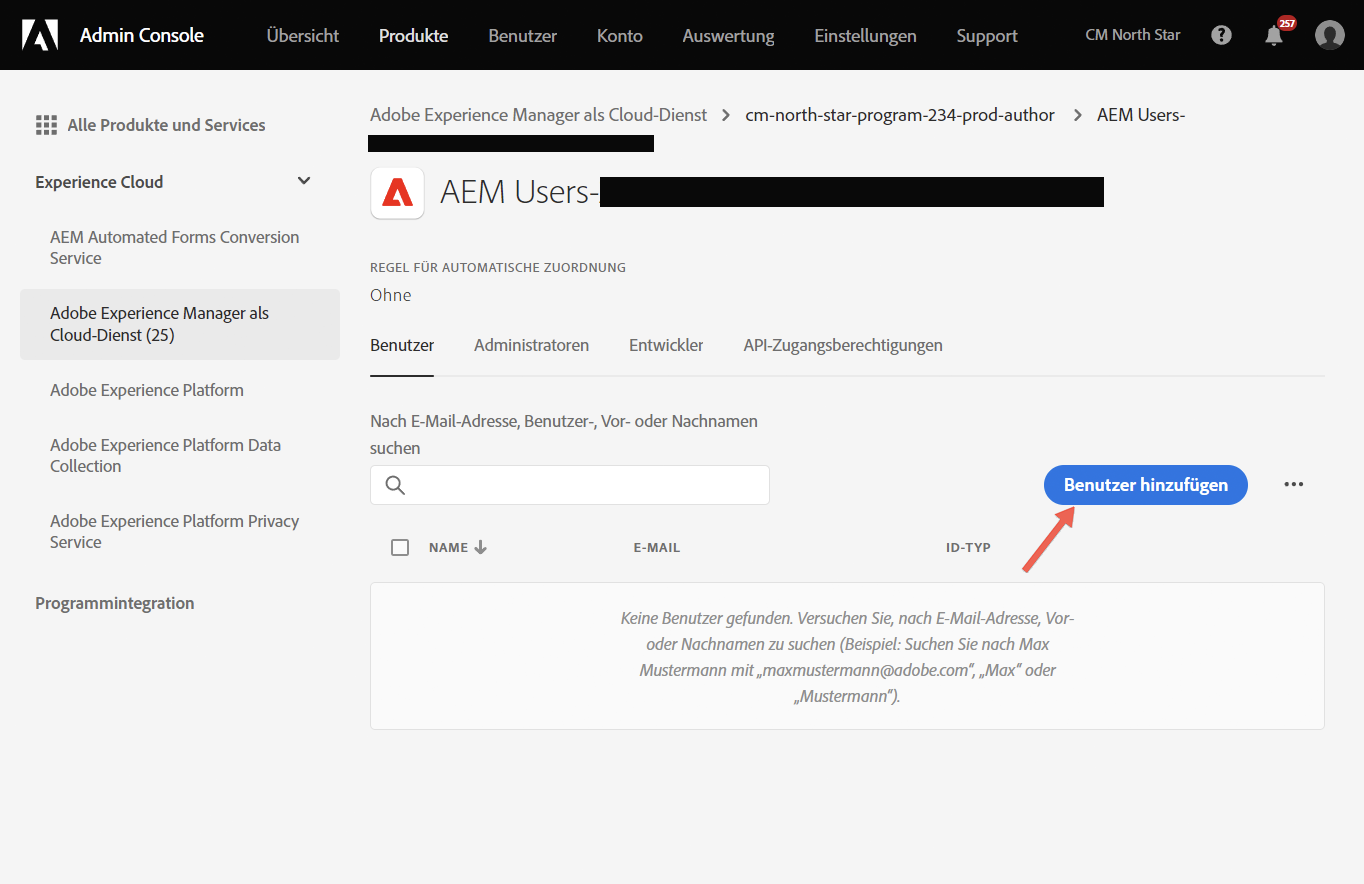 Admin Console Übersicht Produkte Benutzer Konto Auswertung Einstellungen Support CM North Star ? 257
Alle Produkte und Services
Experience Cloud
AEM Automated Forms Conversion
Service
Adobe Experience Manager als
Cloud-Dienst (25)
Adobe Experience Platform
Adobe Experience Platform Data
Collection
Adobe Experience Platform Privacy
Service
Programmintegration
Adobe Experience Manager als Cloud-Dienst > cm-north-star-program-234-prod-author > AEM Users-
AEM Users-
REGEL FÜR AUTOMATISCHE ZUORDNUNG
Ohne
Benutzer Administratoren Entwickler API-Zugangsberechtigungen
Nach E-Mail-Adresse, Benutzer-, Vor- oder Nachnamen
suchen
Benutzer hinzufügen
NAME E-MAIL ID-TYP
Keine Benutzer gefunden. Versuchen Sie, nach E-Mail-Adresse, Vor-
oder Nachnamen zu suchen (Beispiel: Suchen Sie nach Max
Mustermann mit „maxmustermann@adobe.com“, „Max“ oder
„Mustermann“).